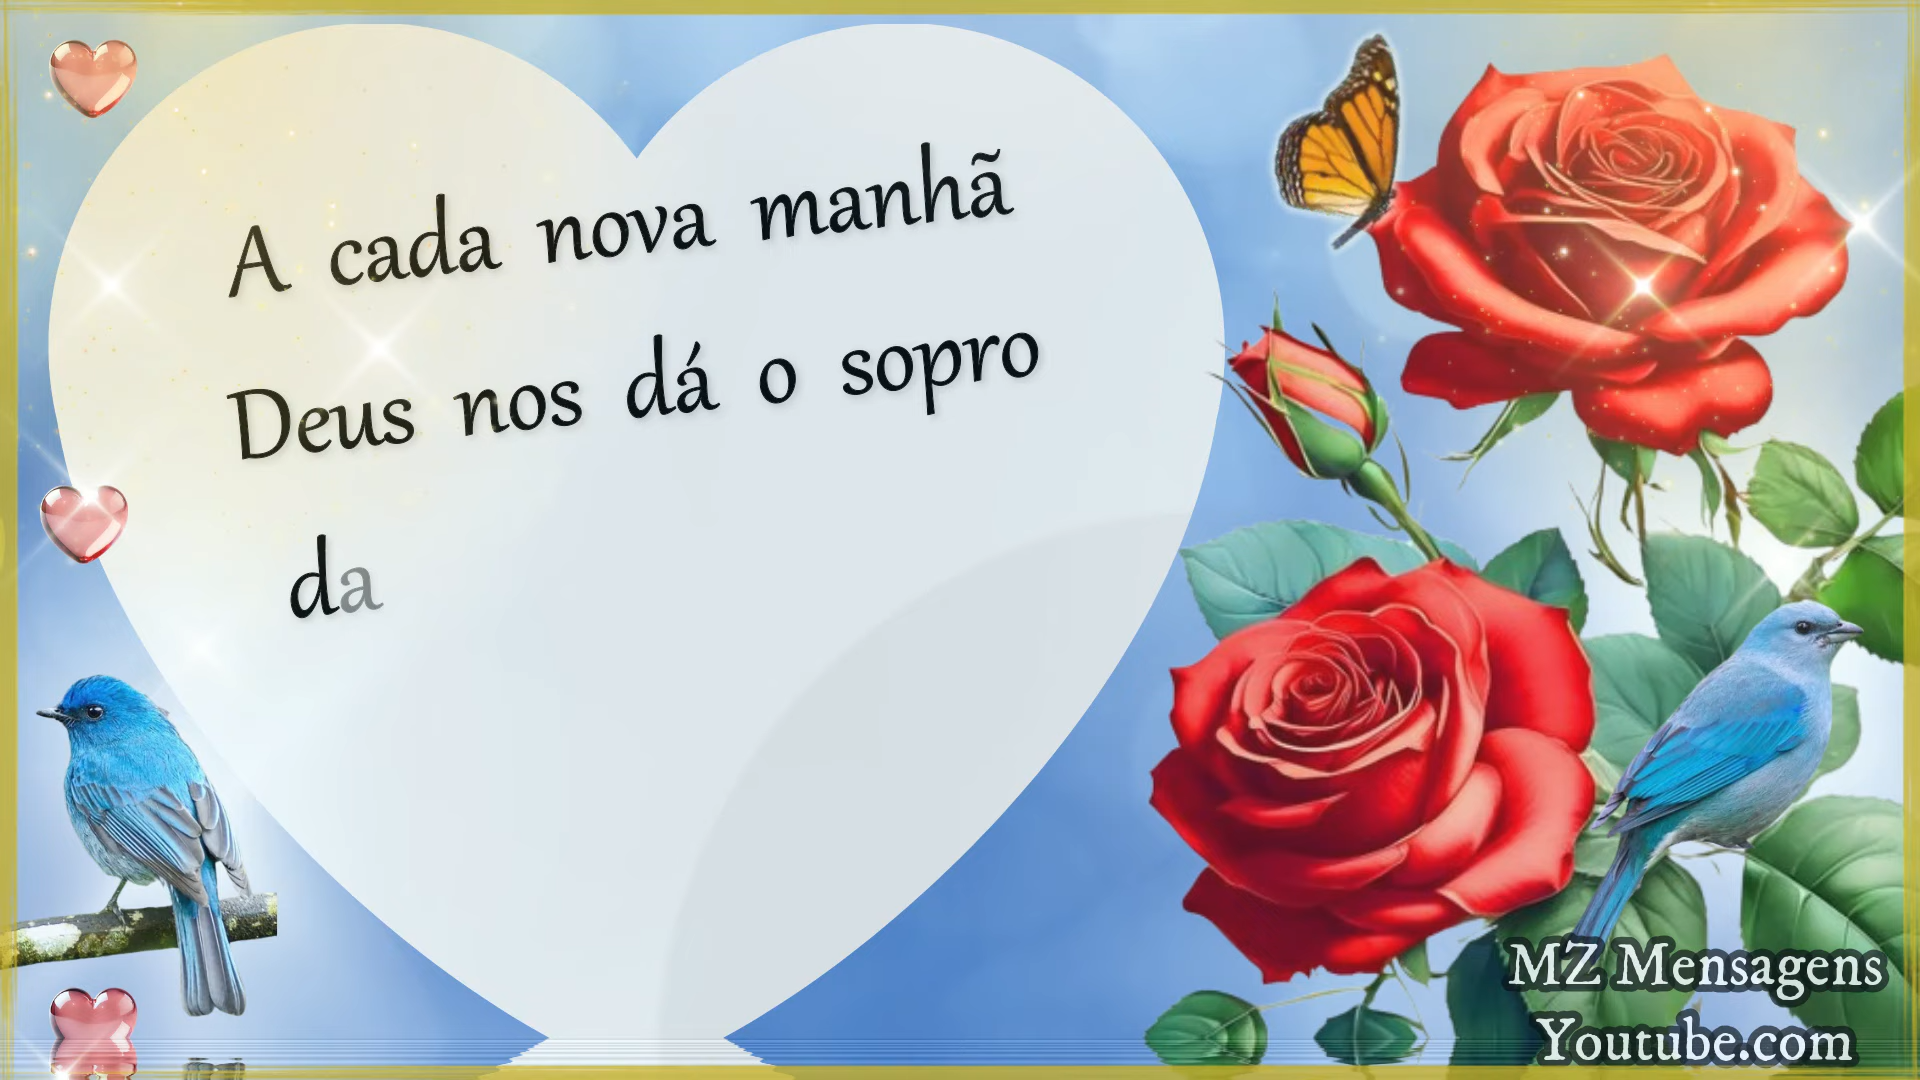 A cada nova manhã
Deus nos dá o sopro
da
MZ Mensagens
Youtube.com